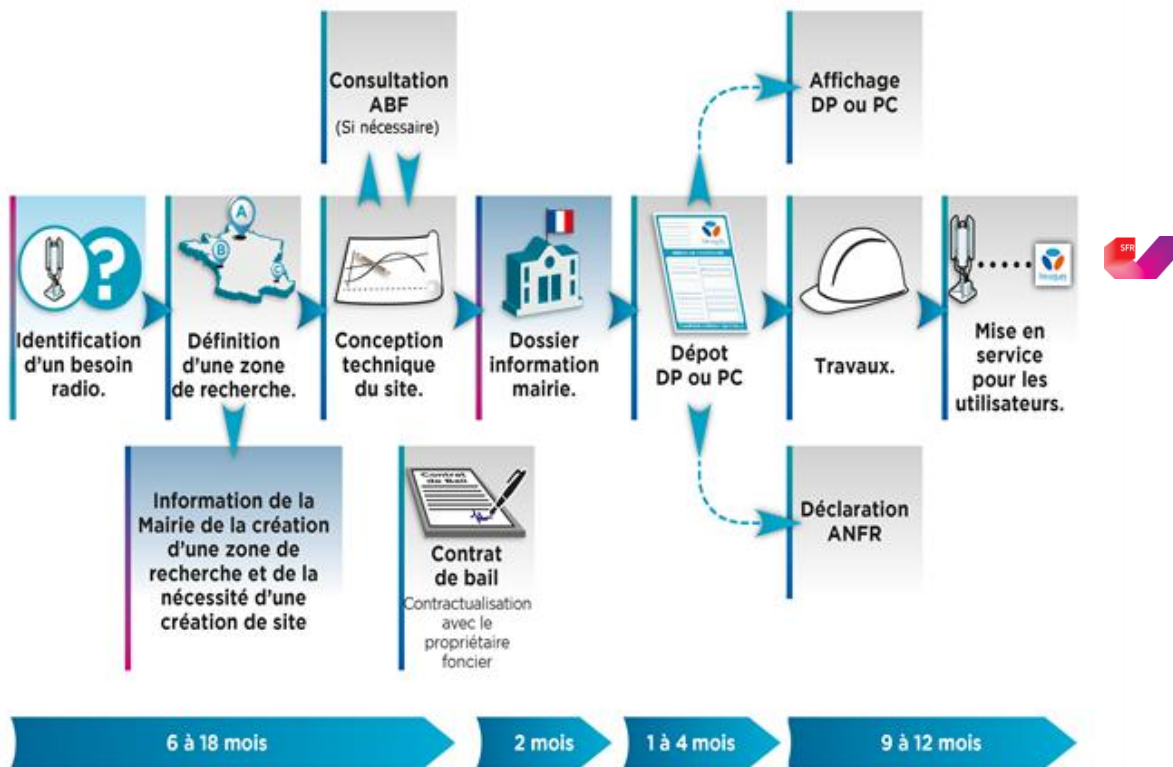 Consultation
ABF
(Si nécessaire)
Affichage
DP ou PC
A
B
C
Identification
d'un besoin
radio.
Définition
d'une zone
de recherche.
Conception
technique
du site.
Dossier
information
mairie.
Dépot
DP ou PC
Travaux.
Mise en
service
pour les
utilisateurs.
SFR
Information de la
Mairie de la création
d'une zone de
recherche et de la
nécessité d'une
création de site
Contrat
de Bail
Contrat
de bail
Contractualisation
avec le
propriétaire
foncier
Déclaration
ANFR
6 à 18 mois
2 mois
1 à 4 mois
9 à 12 mois